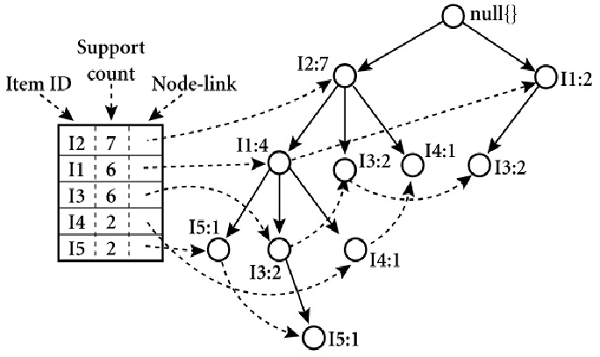 null{}
Support
count
I2:7
I1:2
Item ID
Node-link
I2 7
I1 6
I3 6
I4 2
I5 2
I1:4
I3:2
I4:1
I3:2
I5:1
I3:2
I4:1
I5:1